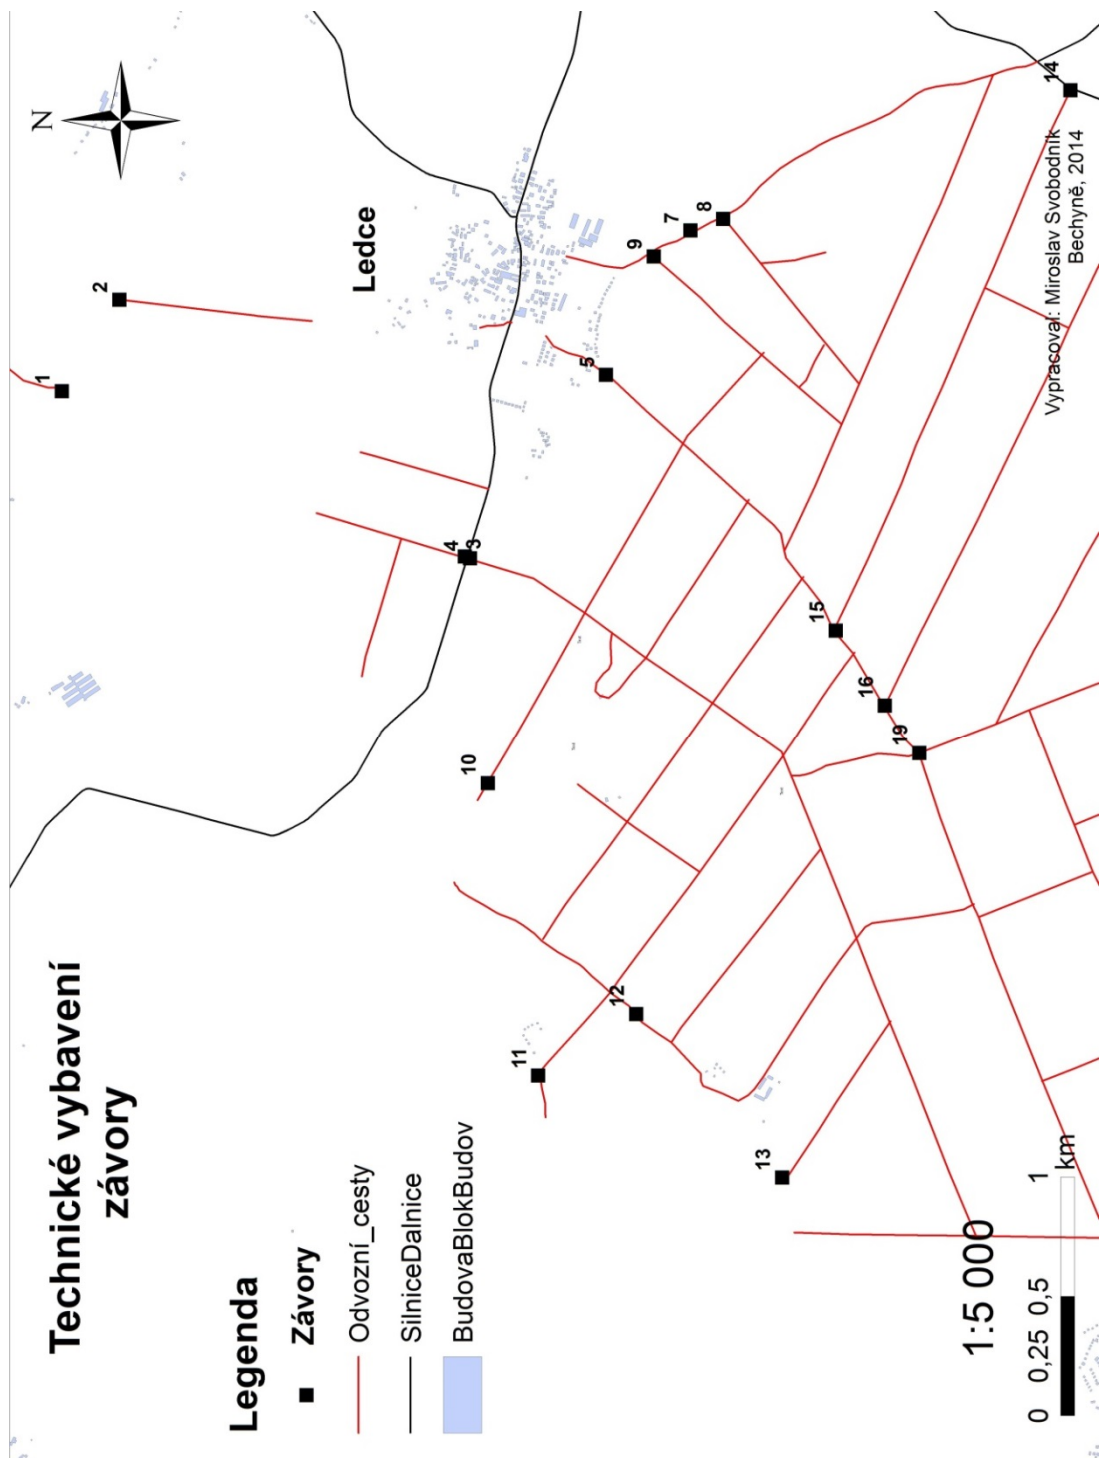 Technické vybavení
závory
Legenda
Závory
Odvozní_cesty
SilniceDalnice
BudovaBlokBudov
N
Ledce
1
2
4
3
5
9
7
8
10
11
12
13
14
15
16
19
1:5 000
0 0,25 0,5 1
km
Vypracoval: Miroslav Svobodník
Bechyně, 2014